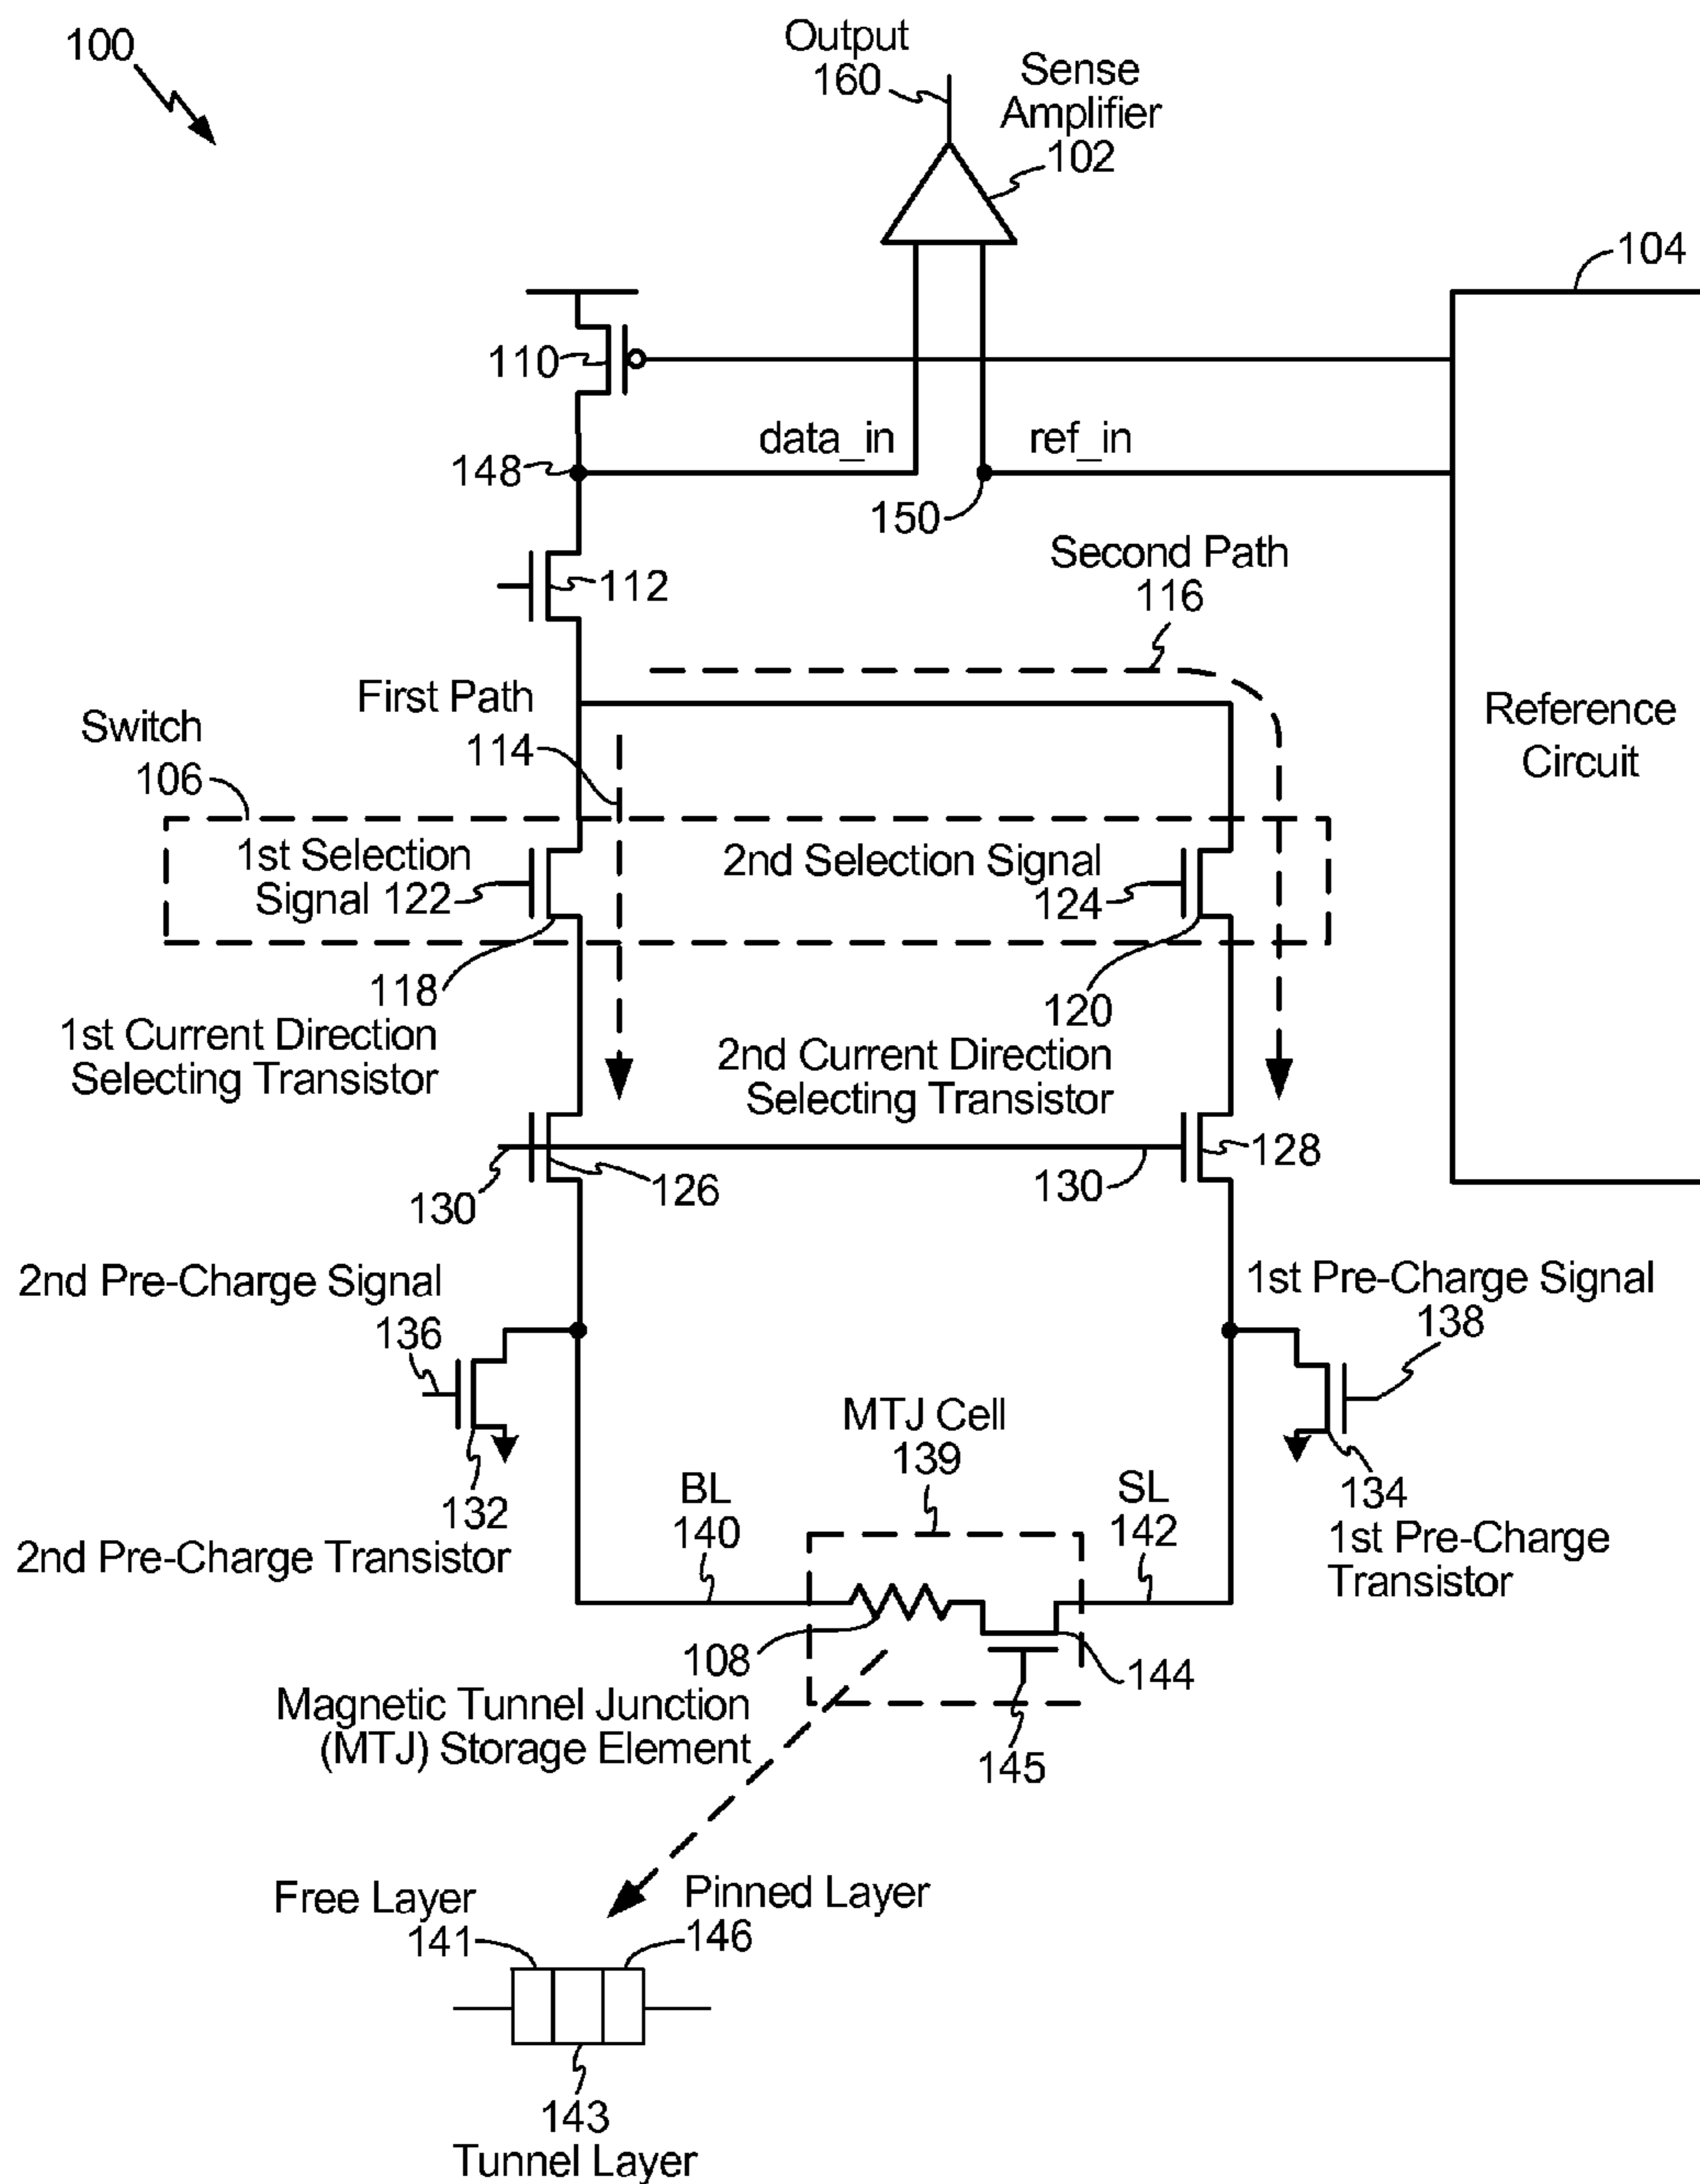 100
Output
160
Sense
Amplifier
102
104
110
data_in
ref_in
148
150
112
Second Path
116
First Path
114
Switch
106
Reference
Circuit
1st Selection
Signal 122
2nd Selection Signal
124
118
1st Current Direction
Selecting Transistor
120
2nd Current Direction
Selecting Transistor
130
126
130
128
2nd Pre-Charge Signal
136
1st Pre-Charge Signal
138
132
2nd Pre-Charge Transistor
134
1st Pre-Charge
Transistor
MTJ Cell
139
BL
140
SL
142
108
Magnetic Tunnel Junction
(MTJ) Storage Element
144
145
Free Layer
141
Pinned Layer
146
143
Tunnel Layer